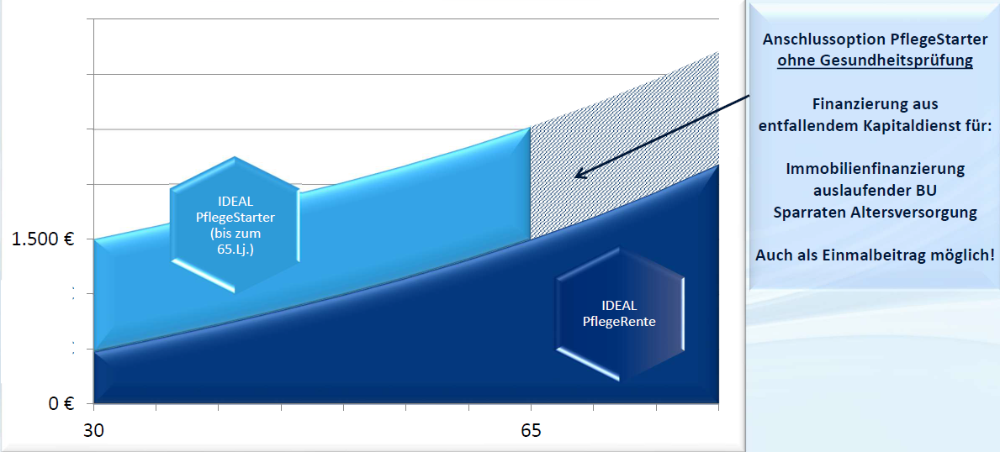 Anschlussoption PflegeStarter
ohne Gesundheitsprüfung
Finanzierung aus
entfallendem Kapitaldienst für:
Immobilienfinanzierung
auslaufender BU
Sparraten Altersversorgung
Auch als Einmalbeitrag möglich!
IDEAL
PflegeStarter
(bis zum
65.Lj.)
1.500 €
IDEAL
PflegeRente
0 €
30
65